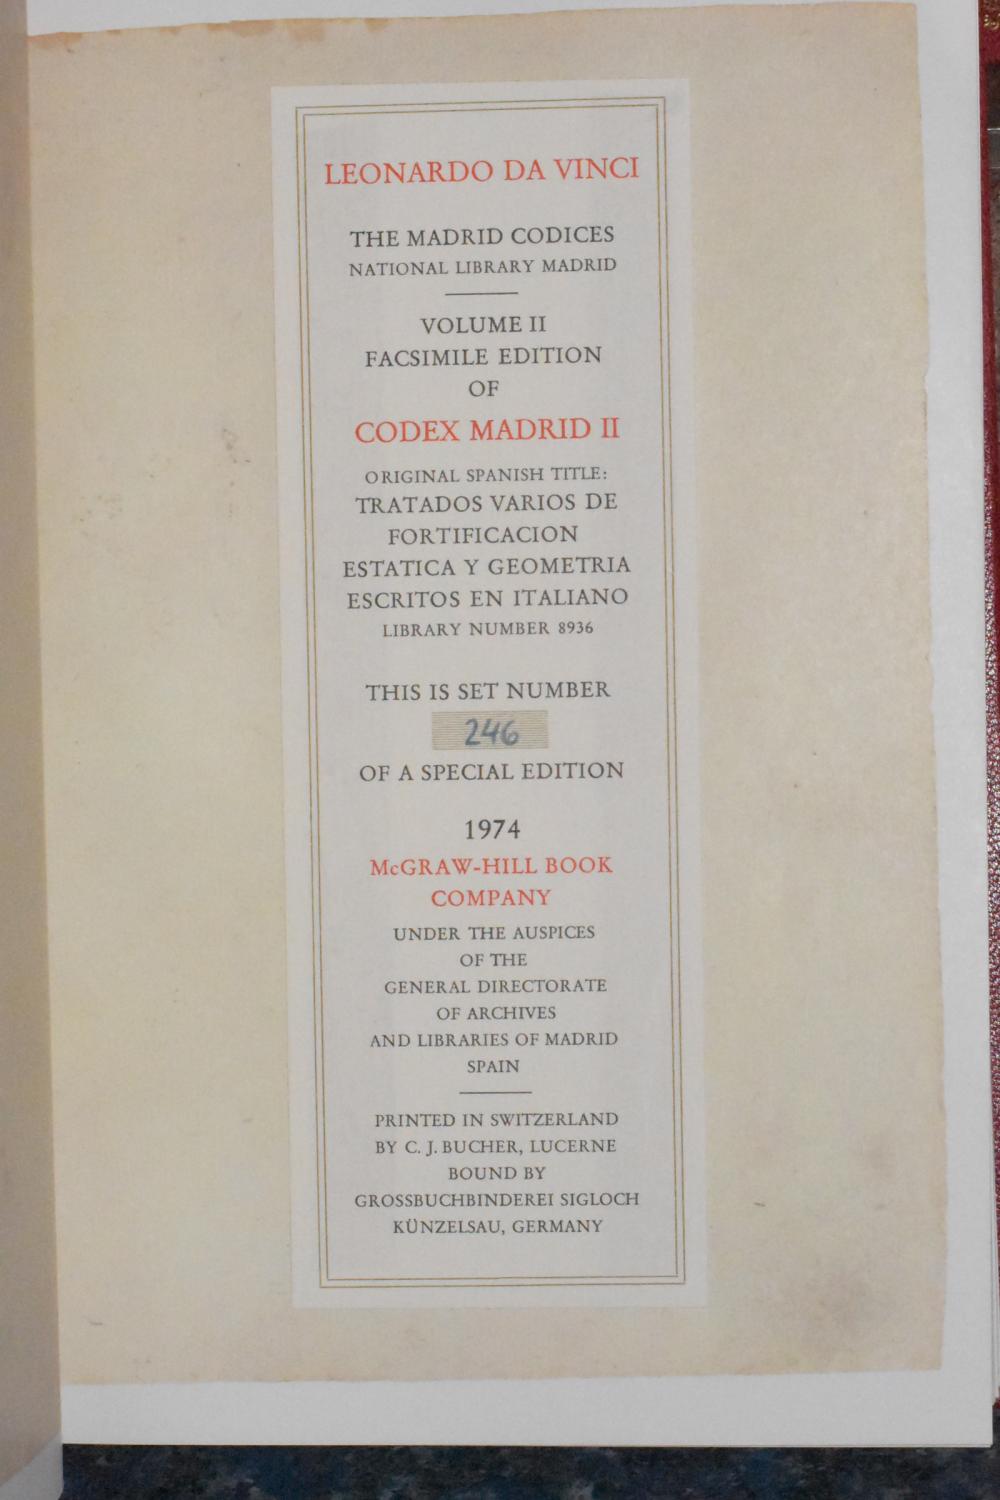 LEONARDO DA VINCI
THE MADRID CODICES
NATIONAL LIBRARY MADRID
VOLUME II
FACSIMILE EDITION
OF
CODEX MADRID II
ORIGINAL SPANISH TITLE:
TRATADOS VARIOS DE
FORTIFICACION
ESTATICA Y GEOMETRIA
ESCRITOS EN ITALIANO
LIBRARY NUMBER 8936
THIS IS SET NUMBER
246
OF A SPECIAL EDITION
1974
McGRAW-HILL BOOK
COMPANY
UNDER THE AUSPICES
OF THE
GENERAL DIRECTORATE
OF ARCHIVES
AND LIBRARIES OF MADRID
SPAIN
PRINTED IN SWITZERLAND
BY C. J. BUCHER, LUCERNE
BOUND BY
GROSSBUCHBINDEREI SIGLOCH
KÜNZELSAU, GERMANY